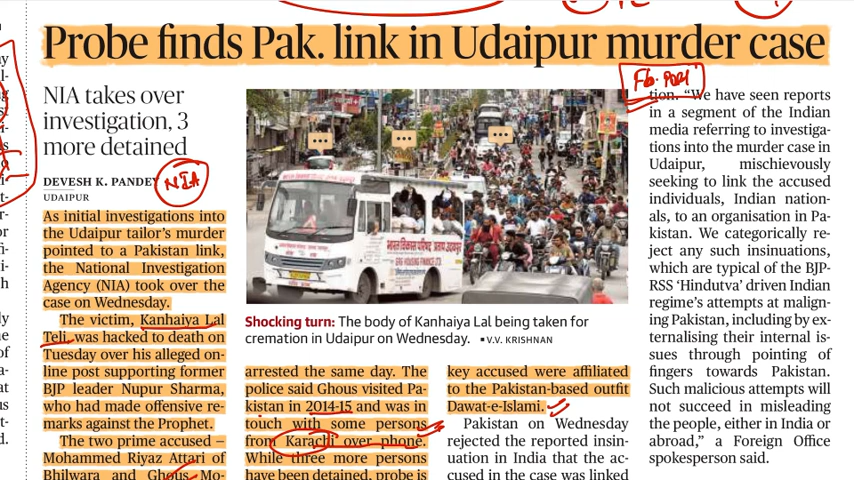 Probe finds Pak. link in Udaipur murder case
NIA takes over
investigation, 3
more detained
DEVESH K. PANDEY
NIA
UDAIPUR
As initial investigations into
the Udaipur tailor's murder
pointed to a Pakistan link,
the National Investigation
Agency (NIA) took over the
case on Wednesday.
The victim, Kanhaiya Lal
Teli, was hacked to death on
Tuesday over his alleged on-
line post supporting former
BJP leader Nupur Sharma,
who had made offensive re-
marks against the Prophet.
The two prime accused –
Mohammed Riyaz Attari of
Bhilwara and Ghous Mo-
भारत विकास परिषद्
Shocking turn: The body of Kanhaiya Lal being taken for
cremation in Udaipur on Wednesday. ▪ V.V. KRISHNAN
arrested the same day. The
police said Ghous visited Pa-
kistan in 2014-15 and was in
touch with some persons
from Karachi over phone.
While three more persons
have been detained, probe is
key accused were affiliated
to the Pakistan-based outfit
Dawat-e-Islami.
Pakistan on Wednesday
rejected the reported insin-
uation in India that the ac-
cused in the case was linked
tion. "We have seen reports
in a segment of the Indian
media referring to investiga-
tions into the murder case in
Udaipur, mischievously
seeking to link the accused
individuals, Indian nation-
als, to an organisation in Pa-
kistan. We categorically re-
ject any such insinuations,
which are typical of the BJP-
RSS 'Hindutva' driven Indian
regime's attempts at malign-
ing Pakistan, including by ex-
ternalising their internal is-
sues through pointing of
fingers towards Pakistan.
Such malicious attempts will
not succeed in misleading
the people, either in India or
abroad," a Foreign Office
spokesperson said.